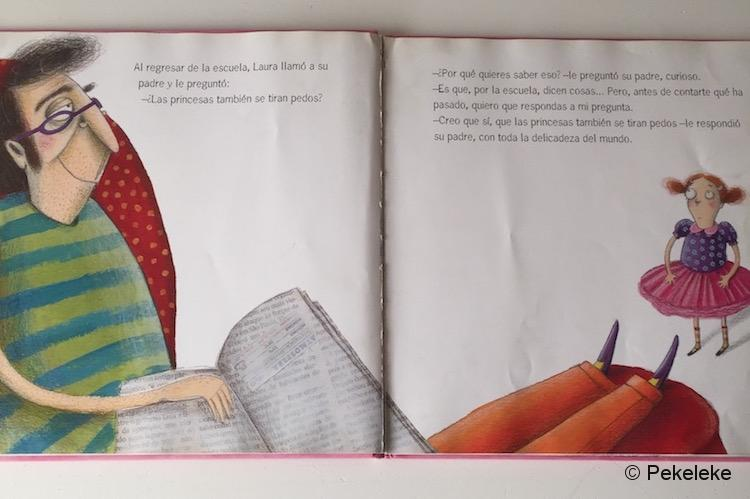 Al regresar de la escuela, Laura llamó a su
padre y le preguntó:
—¿Las princesas también se tiran pedos?
—¿Por qué quieres saber eso? —le preguntó su padre, curioso.
—Es que, por la escuela, dicen cosas... Pero, antes de contarte qué ha
pasado, quiero que respondas a mi pregunta.
—Creo que sí, que las princesas también se tiran pedos —le respondió
su padre, con toda la delicadeza del mundo.
© Pekeleke